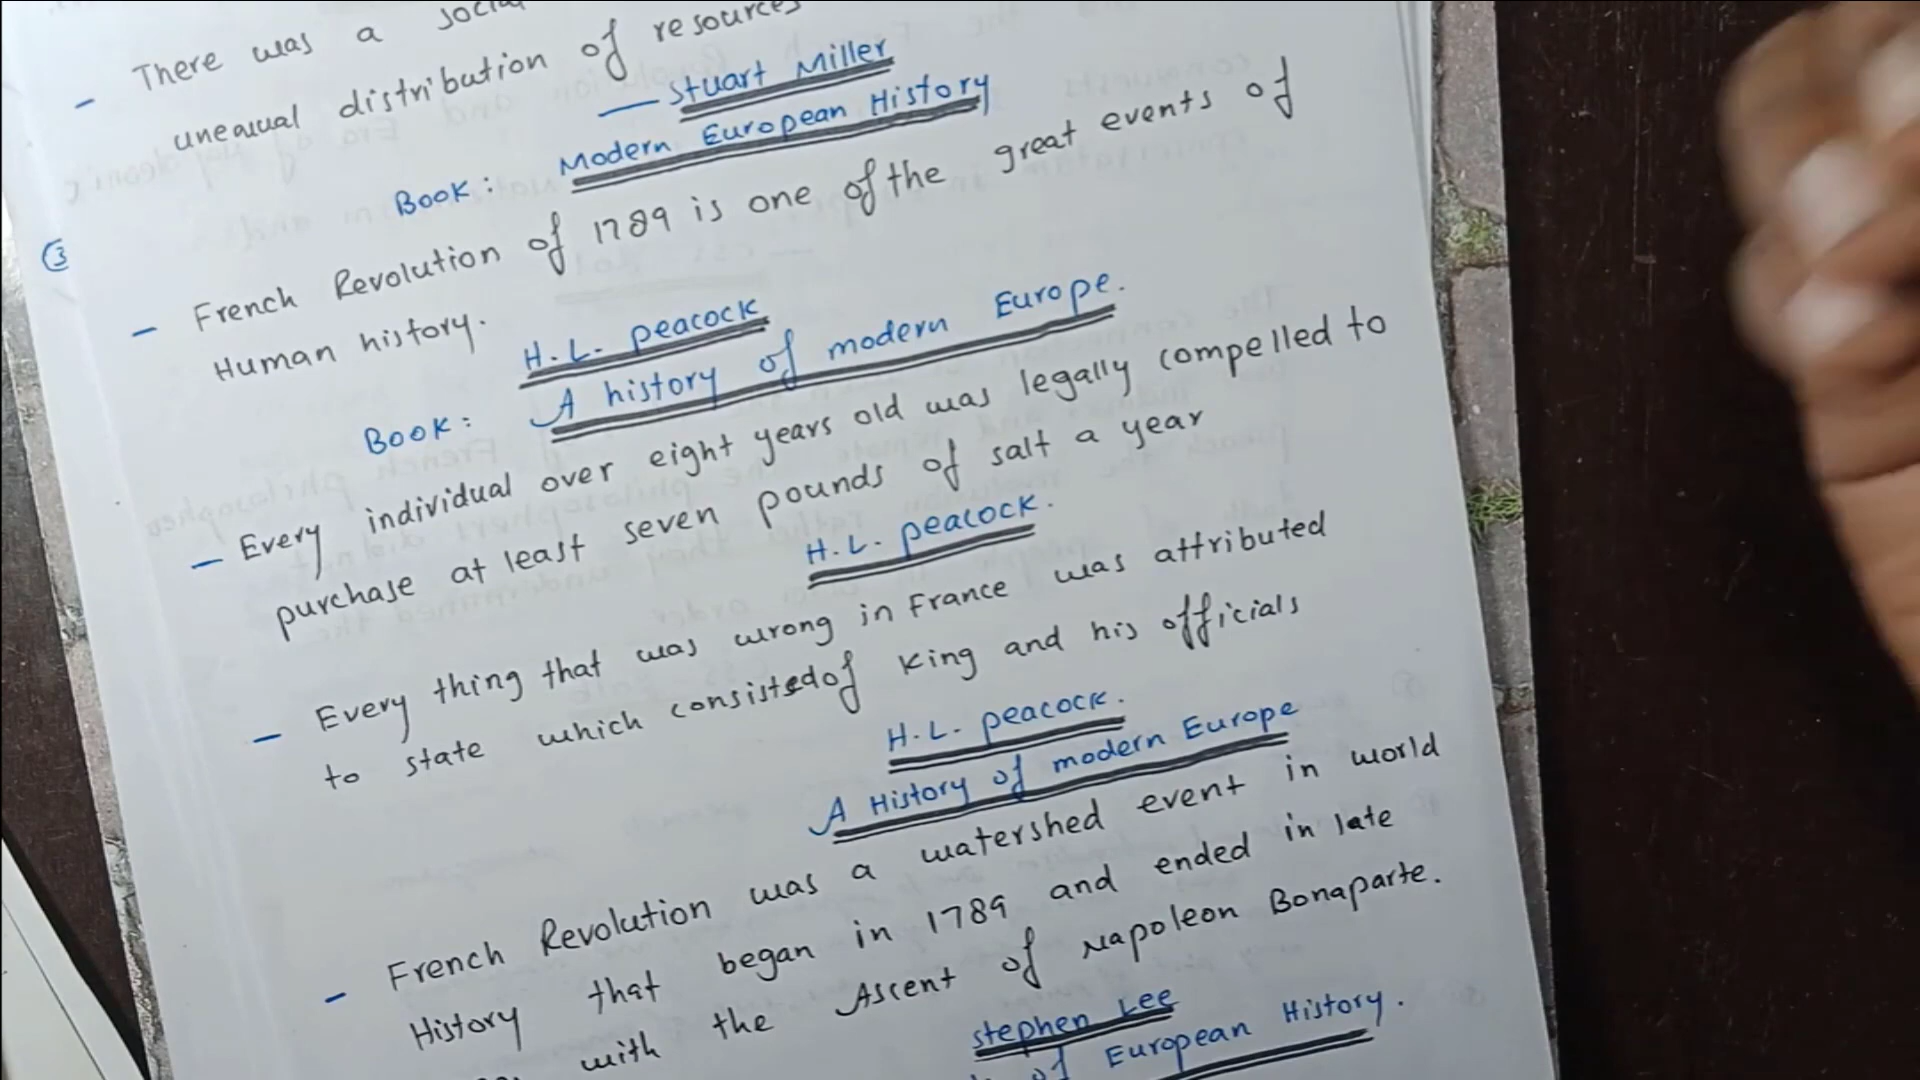 - There was a social
unequal distribution of resources
— Stuart Miller
Book: Modern European History
③
- French Revolution of 1789 is one of the great events of
Human history.
H.L. peacock
Book: A history of modern Europe.
- Every individual over eight years old was legally compelled to
purchase at least seven pounds of salt a year
H.L. peacock.
- Every thing that was wrong in France was attributed
to state which consisted of King and his officials
H.L. peacock.
A History of modern Europe
- French Revolution was a watershed event in world
History that began in 1789 and ended in late
with the Ascent of Napoleon Bonaparte.
stephen Lee
of European History.